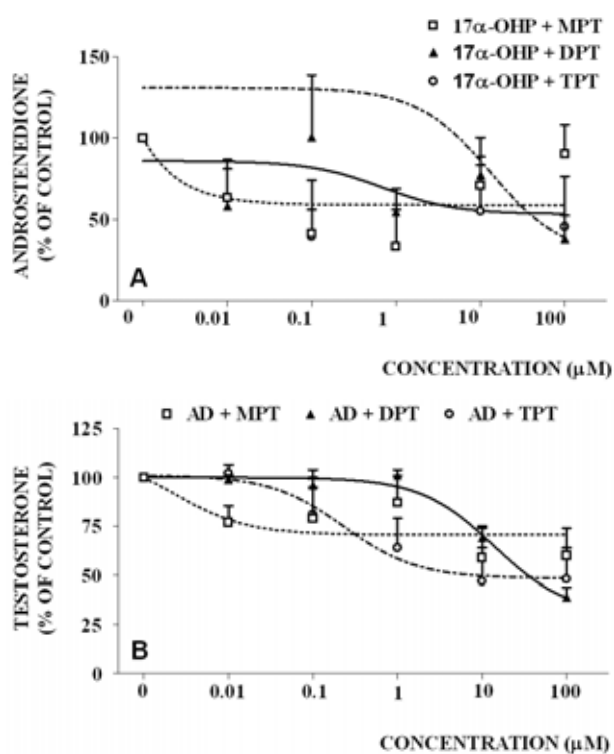 17α-OHP + MPT
17α-OHP + DPT
17α-OHP + TPT
ANDROSTENEDIONE
(% OF CONTROL)
150
100
50
0
A
0 0.01 0.1 1 10 100
CONCENTRATION (µM)
AD + MPT AD + DPT AD + TPT
TESTOSTERONE
(% OF CONTROL)
125
100
75
50
25
B
0 0.01 0.1 1 10 100
CONCENTRATION (µM)